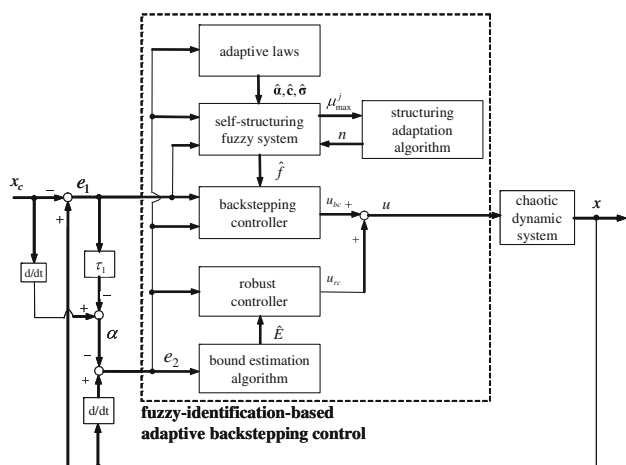 adaptive laws
α̂, ĉ, σ̂
self-structuring
fuzzy system
μ^j_max
n
structuring
adaptation
algorithm
f̂
x_c
−
e_1
+
backstepping
controller
u_bc
+
u
+
chaotic
dynamic
system
x
d/dt
τ_1
−
+
α
robust
controller
u_rc
Ê
−
+
e_2
bound estimation
algorithm
d/dt
fuzzy-identification-based
adaptive backstepping control